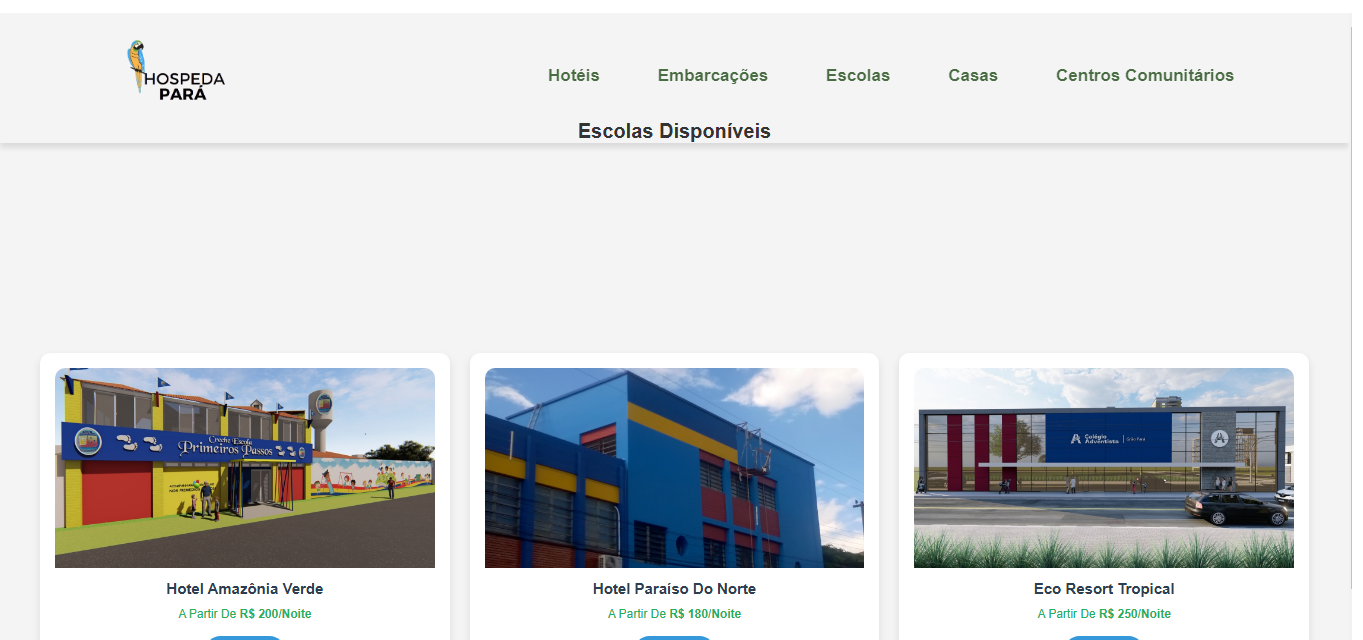 HOSPEDA
PARÁ
Hotéis
Embarcações
Escolas
Casas
Centros Comunitários
Escolas Disponíveis
Creche Escola
Primeiros Passos
Colégio
Adventista
Hotel Amazônia Verde
A Partir De R$ 200/Noite
Hotel Paraíso Do Norte
A Partir De R$ 180/Noite
Eco Resort Tropical
A Partir De R$ 250/Noite